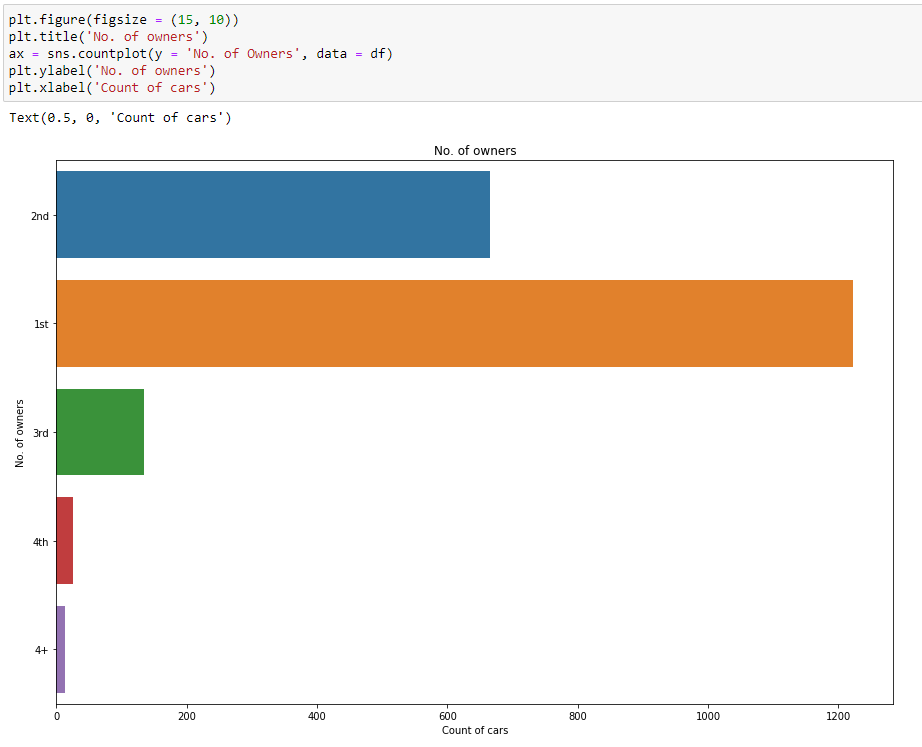 plt.figure(figsize = (15, 10))
plt.title('No. of owners')
ax = sns.countplot(y = 'No. of Owners', data = df)
plt.ylabel('No. of owners')
plt.xlabel('Count of cars')
Text(0.5, 0, 'Count of cars')
No. of owners
2nd
1st
3rd
4th
4+
No. of owners
0 200 400 600 800 1000 1200
Count of cars